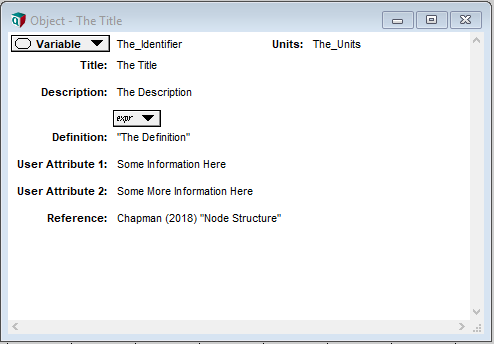 Object - The Title
Variable The_Identifier Units: The_Units
Title: The Title
Description: The Description
expr
Definition: "The Definition"
User Attribute 1: Some Information Here
User Attribute 2: Some More Information Here
Reference: Chapman (2018) "Node Structure"